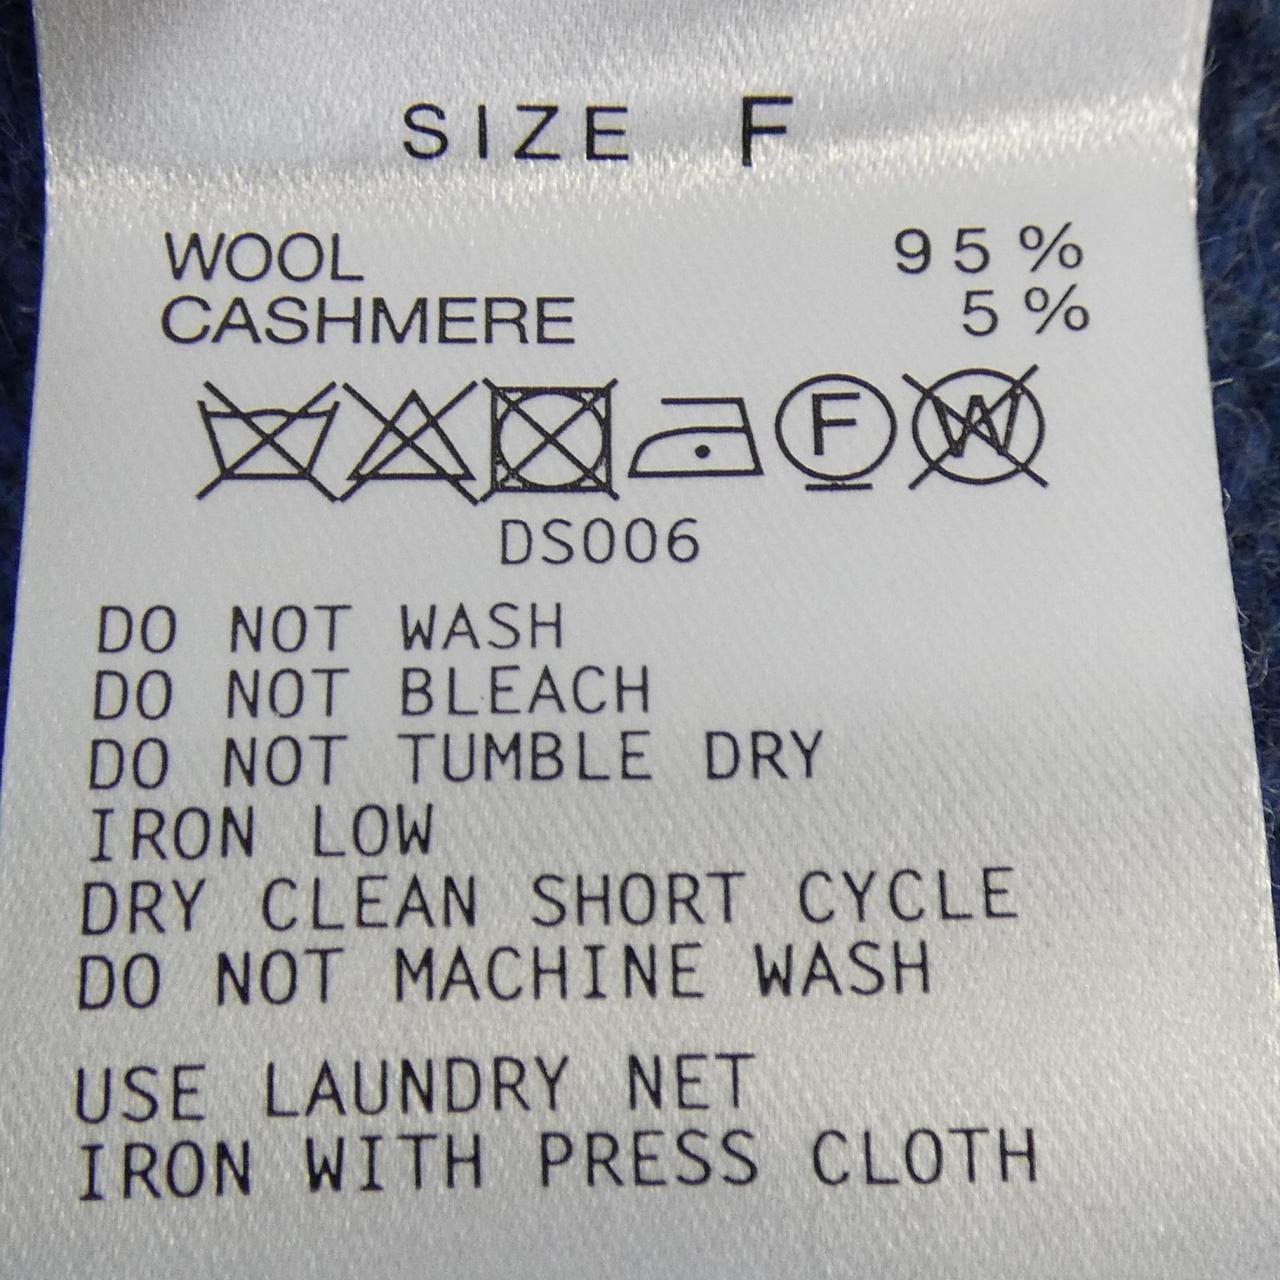 SIZE F
WOOL 95%
CASHMERE 5%
F W
DS006
DO NOT WASH
DO NOT BLEACH
DO NOT TUMBLE DRY
IRON LOW
DRY CLEAN SHORT CYCLE
DO NOT MACHINE WASH
USE LAUNDRY NET
IRON WITH PRESS CLOTH